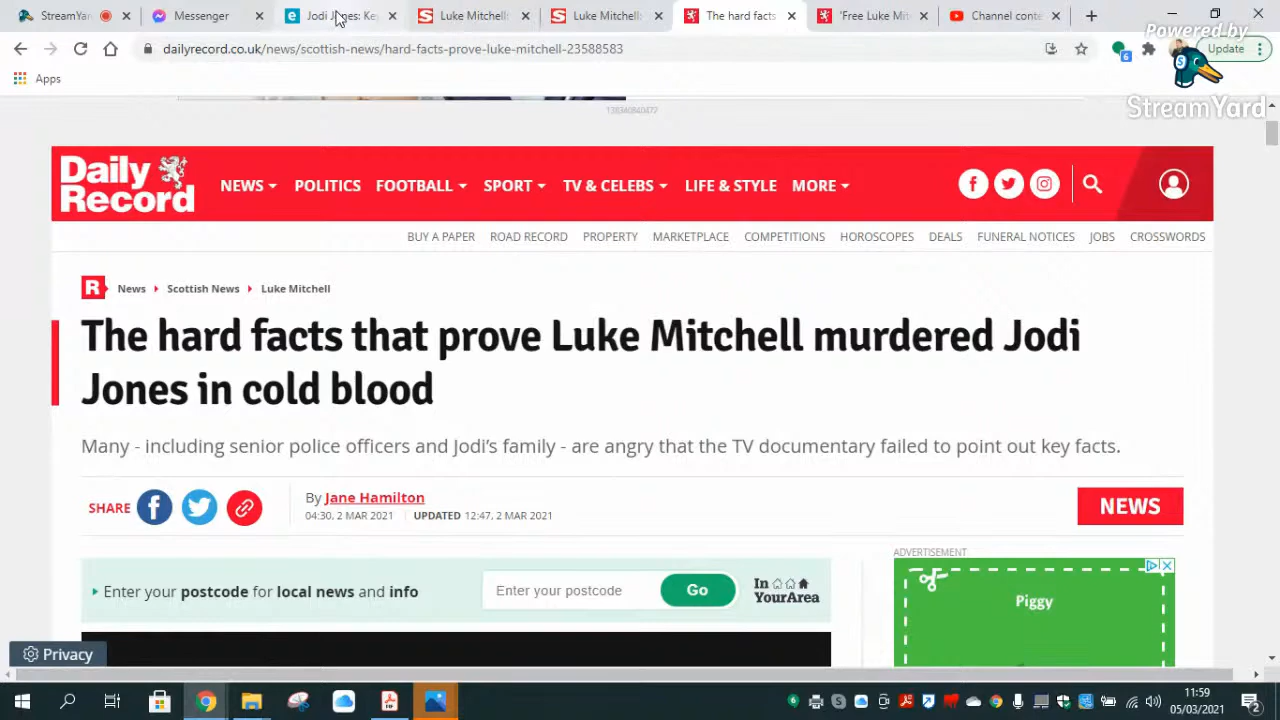 StreamYar
Messenger
Jodi Jones: Ke
Luke Mitchell
Luke Mitchell
The hard facts
'Free Luke Mit
Channel conte
dailyrecord.co.uk/news/scottish-news/hard-facts-prove-luke-mitchell-23588583
6
Update
Powered by
S
StreamYard
Apps
138340840472
Daily
Record
NEWS
POLITICS
FOOTBALL
SPORT
TV & CELEBS
LIFE & STYLE
MORE
BUY A PAPER
ROAD RECORD
PROPERTY
MARKETPLACE
COMPETITIONS
HOROSCOPES
DEALS
FUNERAL NOTICES
JOBS
CROSSWORDS
R
News
Scottish News
Luke Mitchell
The hard facts that prove Luke Mitchell murdered Jodi
Jones in cold blood
Many - including senior police officers and Jodi's family - are angry that the TV documentary failed to point out key facts.
SHARE
By Jane Hamilton
04:30, 2 MAR 2021
UPDATED 12:47, 2 MAR 2021
NEWS
ADVERTISEMENT
Enter your postcode for local news and info
Enter your postcode
Go
In
YourArea
Piggy
Privacy
11:59
05/03/2021
2